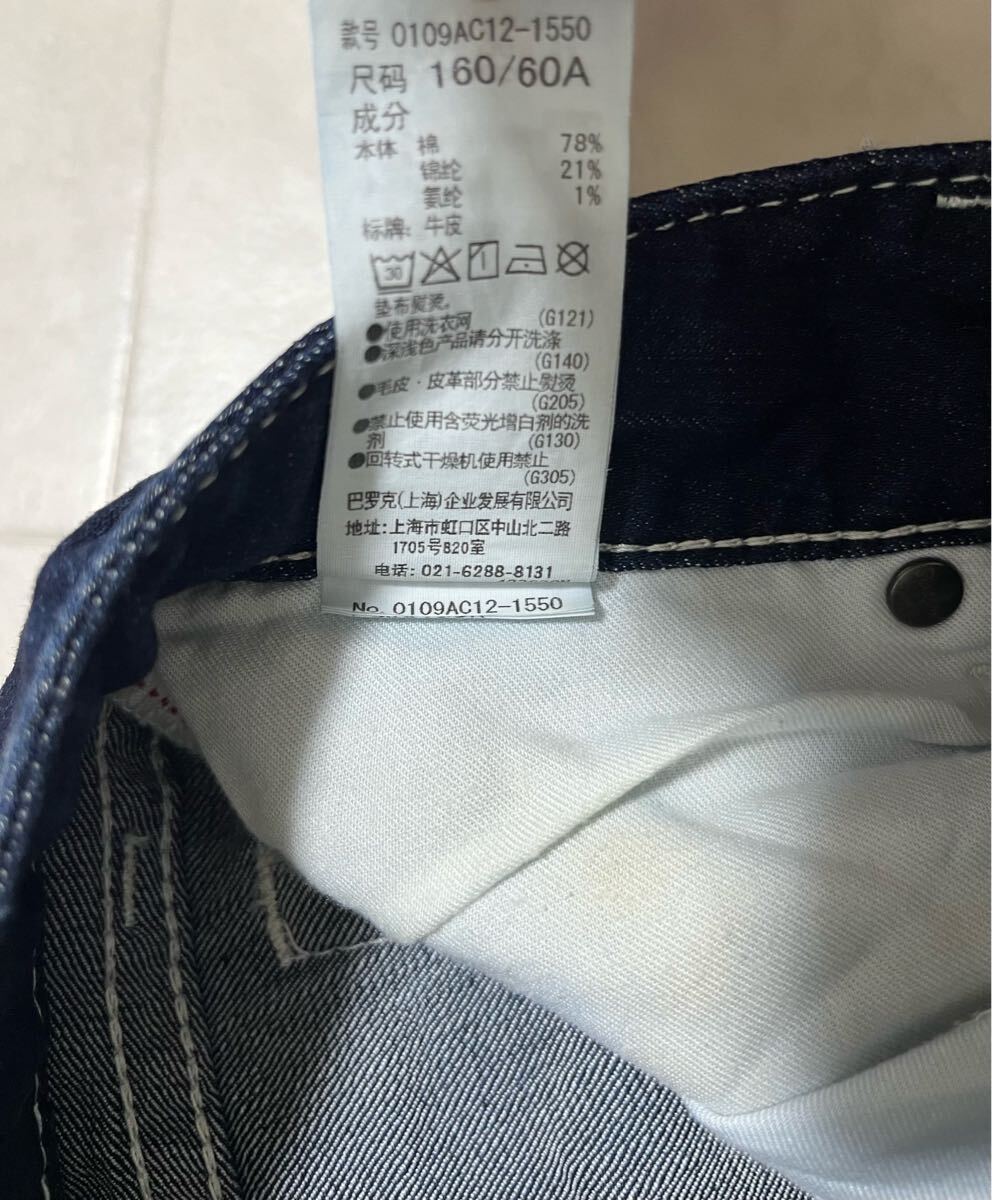 款号 0109AC12-1550
尺码 160/60A
成分
本体 棉 78%
锦纶 21%
氨纶 1%
标牌: 牛皮
30
垫布熨烫。
●使用洗衣网 (G121)
●深浅色产品请分开洗涤
(G140)
●毛皮・皮革部分禁止熨烫
(G205)
●禁止使用含荧光增白剂的洗
剂 (G130)
●回转式干燥机使用禁止
(G305)
巴罗克(上海)企业发展有限公司
地址: 上海市虹口区中山北二路
1705号820室
电话: 021-6288-8131
No. 0109AC12-1550